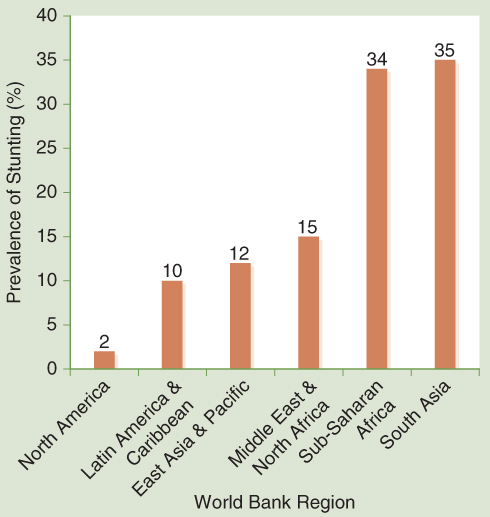 Prevalence of Stunting (%)
40
35
30
25
20
15
10
5
0
2
10
12
15
34
35
North America
Latin America &
Caribbean
East Asia & Pacific
Middle East &
North Africa
Sub-Saharan
Africa
South Asia
World Bank Region